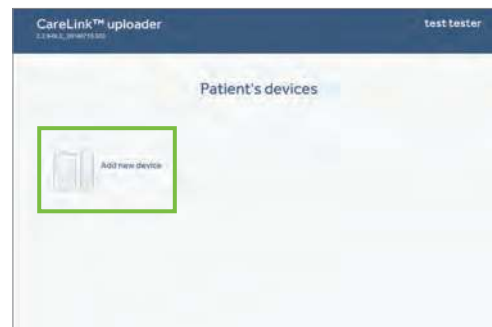 CareLink™ uploader
test tester
Patient's devices
Add new device